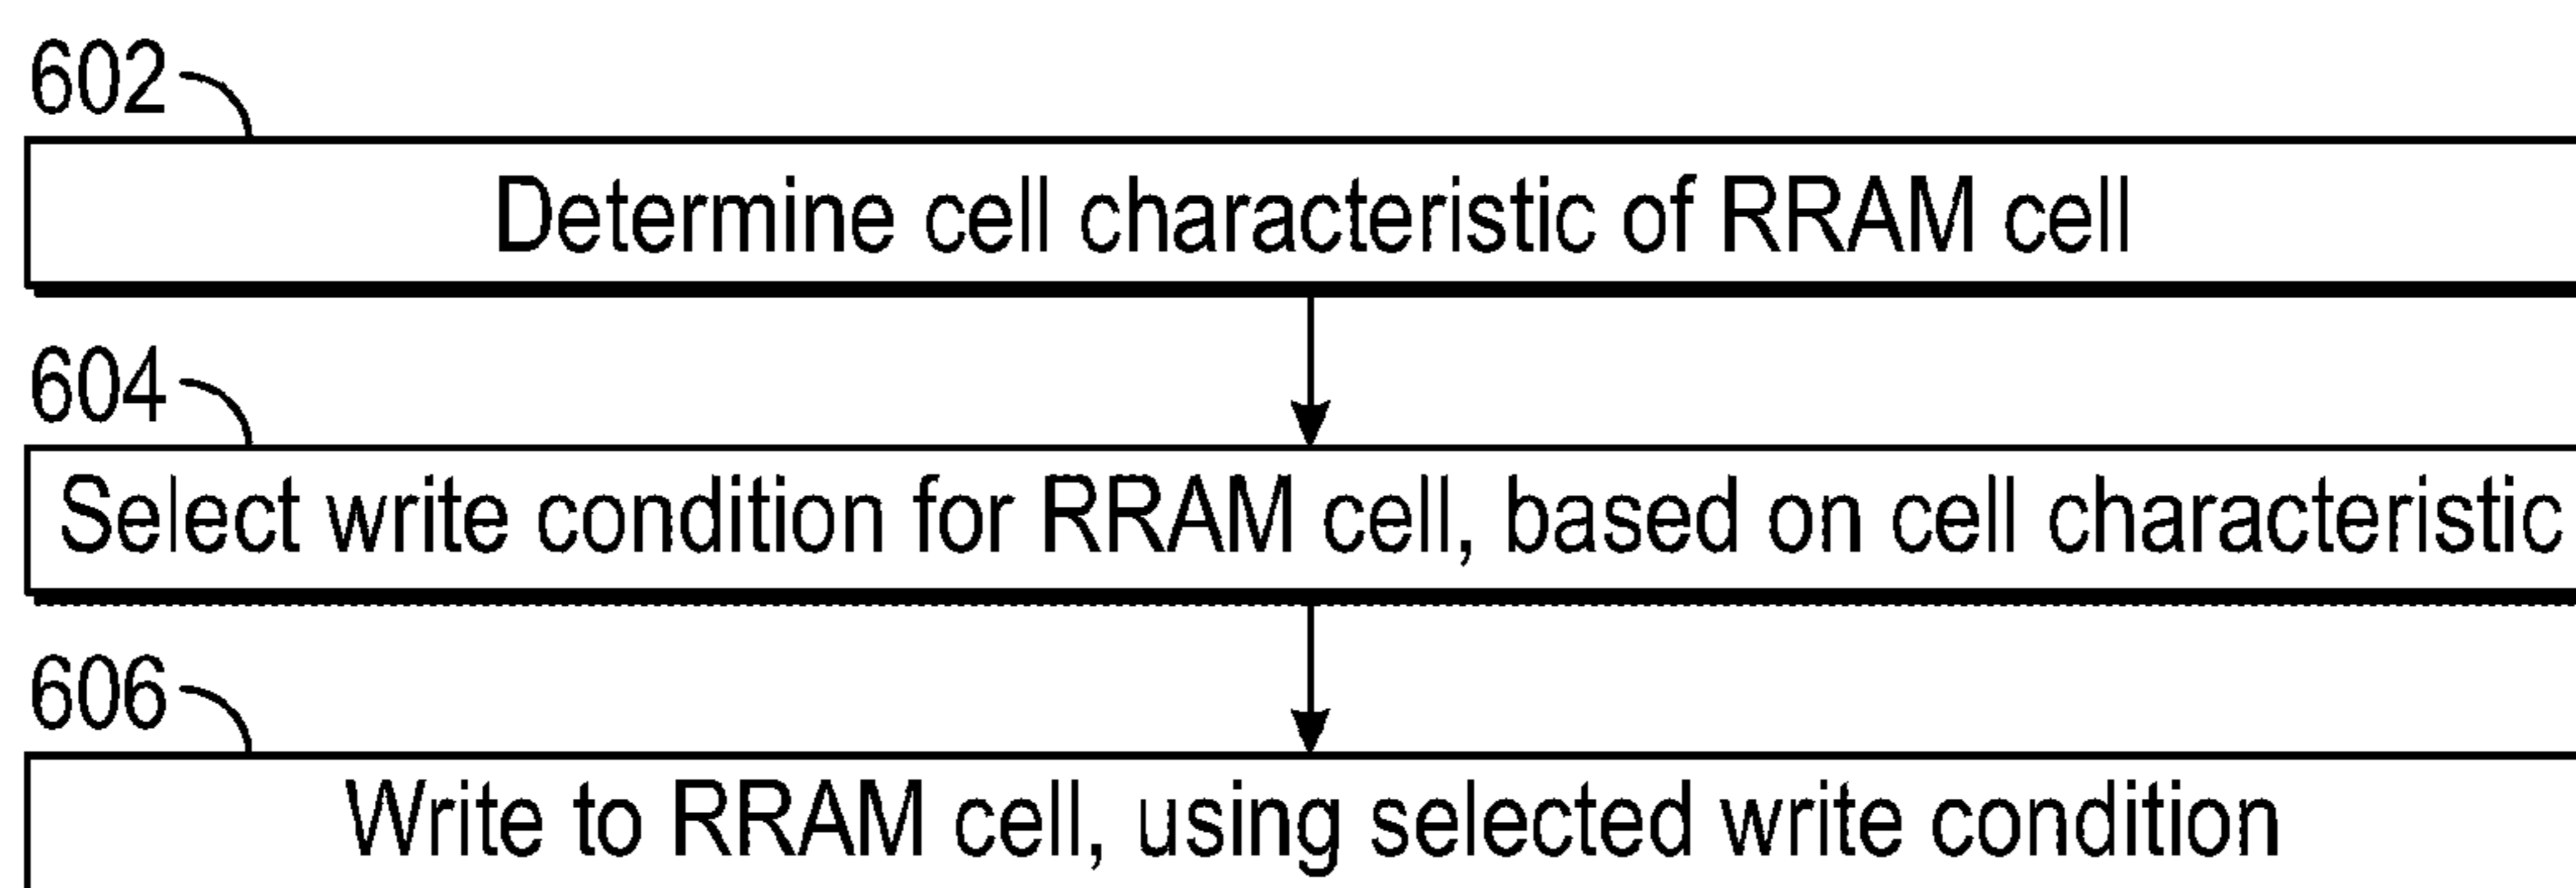 602
Determine cell characteristic of RRAM cell
604
Select write condition for RRAM cell, based on cell characteristic
606
Write to RRAM cell, using selected write condition